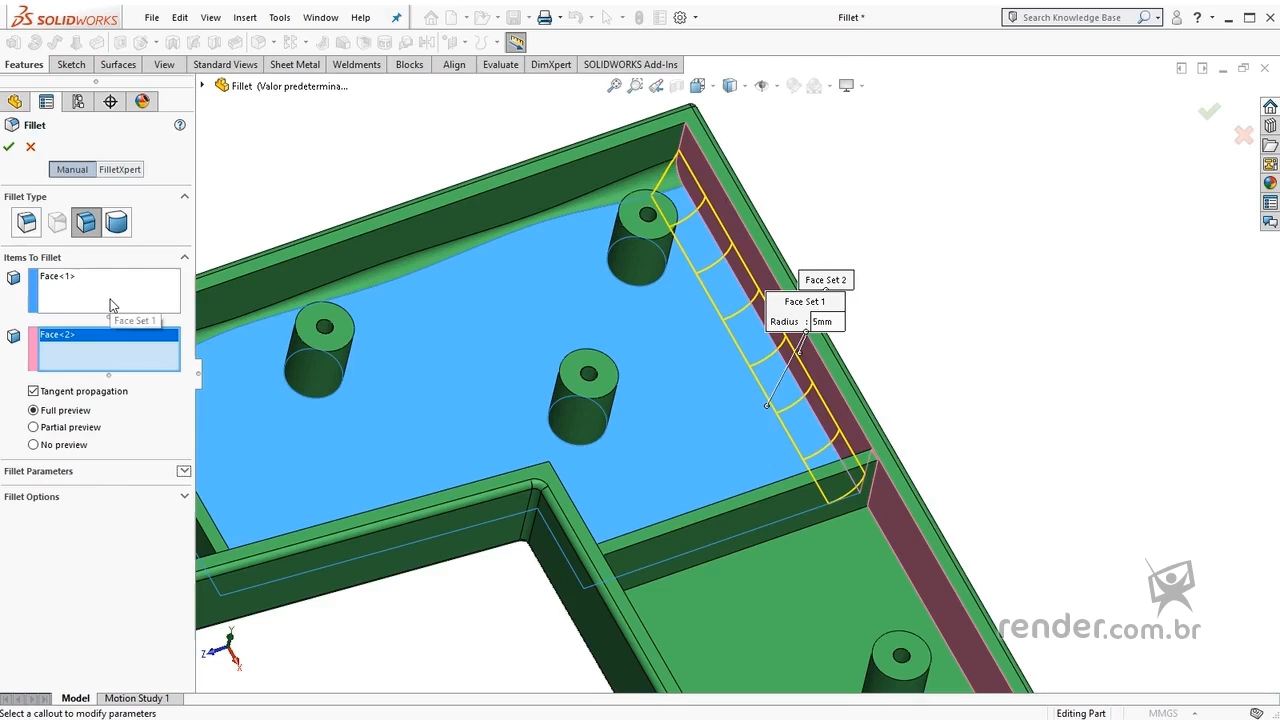 SOLIDWORKS
File Edit View Insert Tools Window Help
Fillet *
Search Knowledge Base
Features Sketch Surfaces View Standard Views Sheet Metal Weldments Blocks Align Evaluate DimXpert SOLIDWORKS Add-Ins
Fillet (Valor predetermina...
Fillet
Manual FilletXpert
Fillet Type
Items To Fillet
Face<1>
Face Set 1
Face<2>
Tangent propagation
Full preview
Partial preview
No preview
Fillet Parameters
Fillet Options
Face Set 2
Face Set 1
Radius : 5mm
render.com.br
Y
Z
X
Model Motion Study 1
Select a callout to modify parameters
Editing Part
MMGS